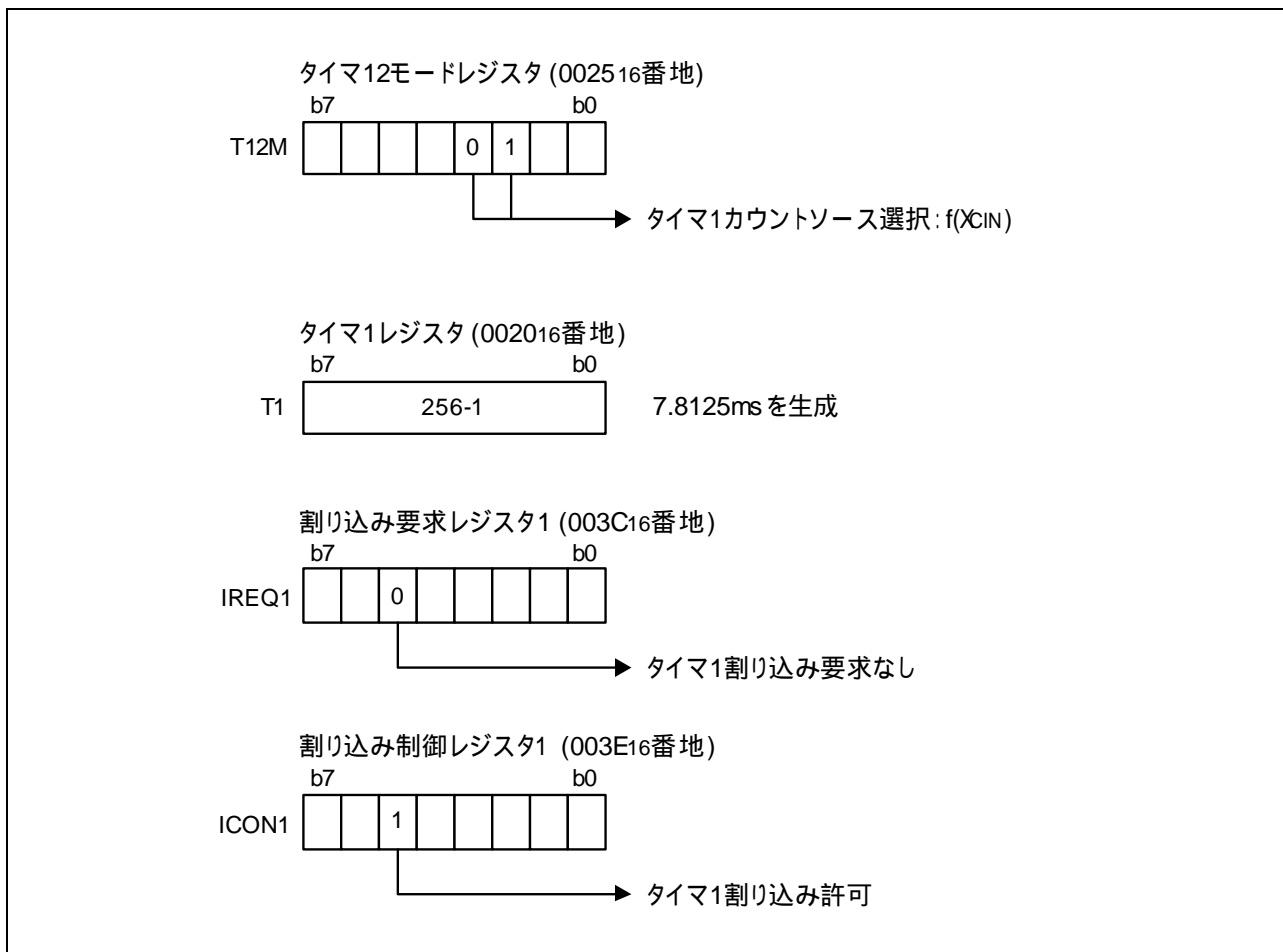 タイマ12モードレジスタ (002516番地)
b7 b0
T12M 0 1
タイマ1カウントソース選択: f(XCIN)
タイマ1レジスタ (002016番地)
b7 b0
T1 256-1 7.8125msを生成
割り込み要求レジスタ1 (003C16番地)
b7 b0
IREQ1 0
タイマ1割り込み要求なし
割り込み制御レジスタ1 (003E16番地)
b7 b0
ICON1 1
タイマ1割り込み許可